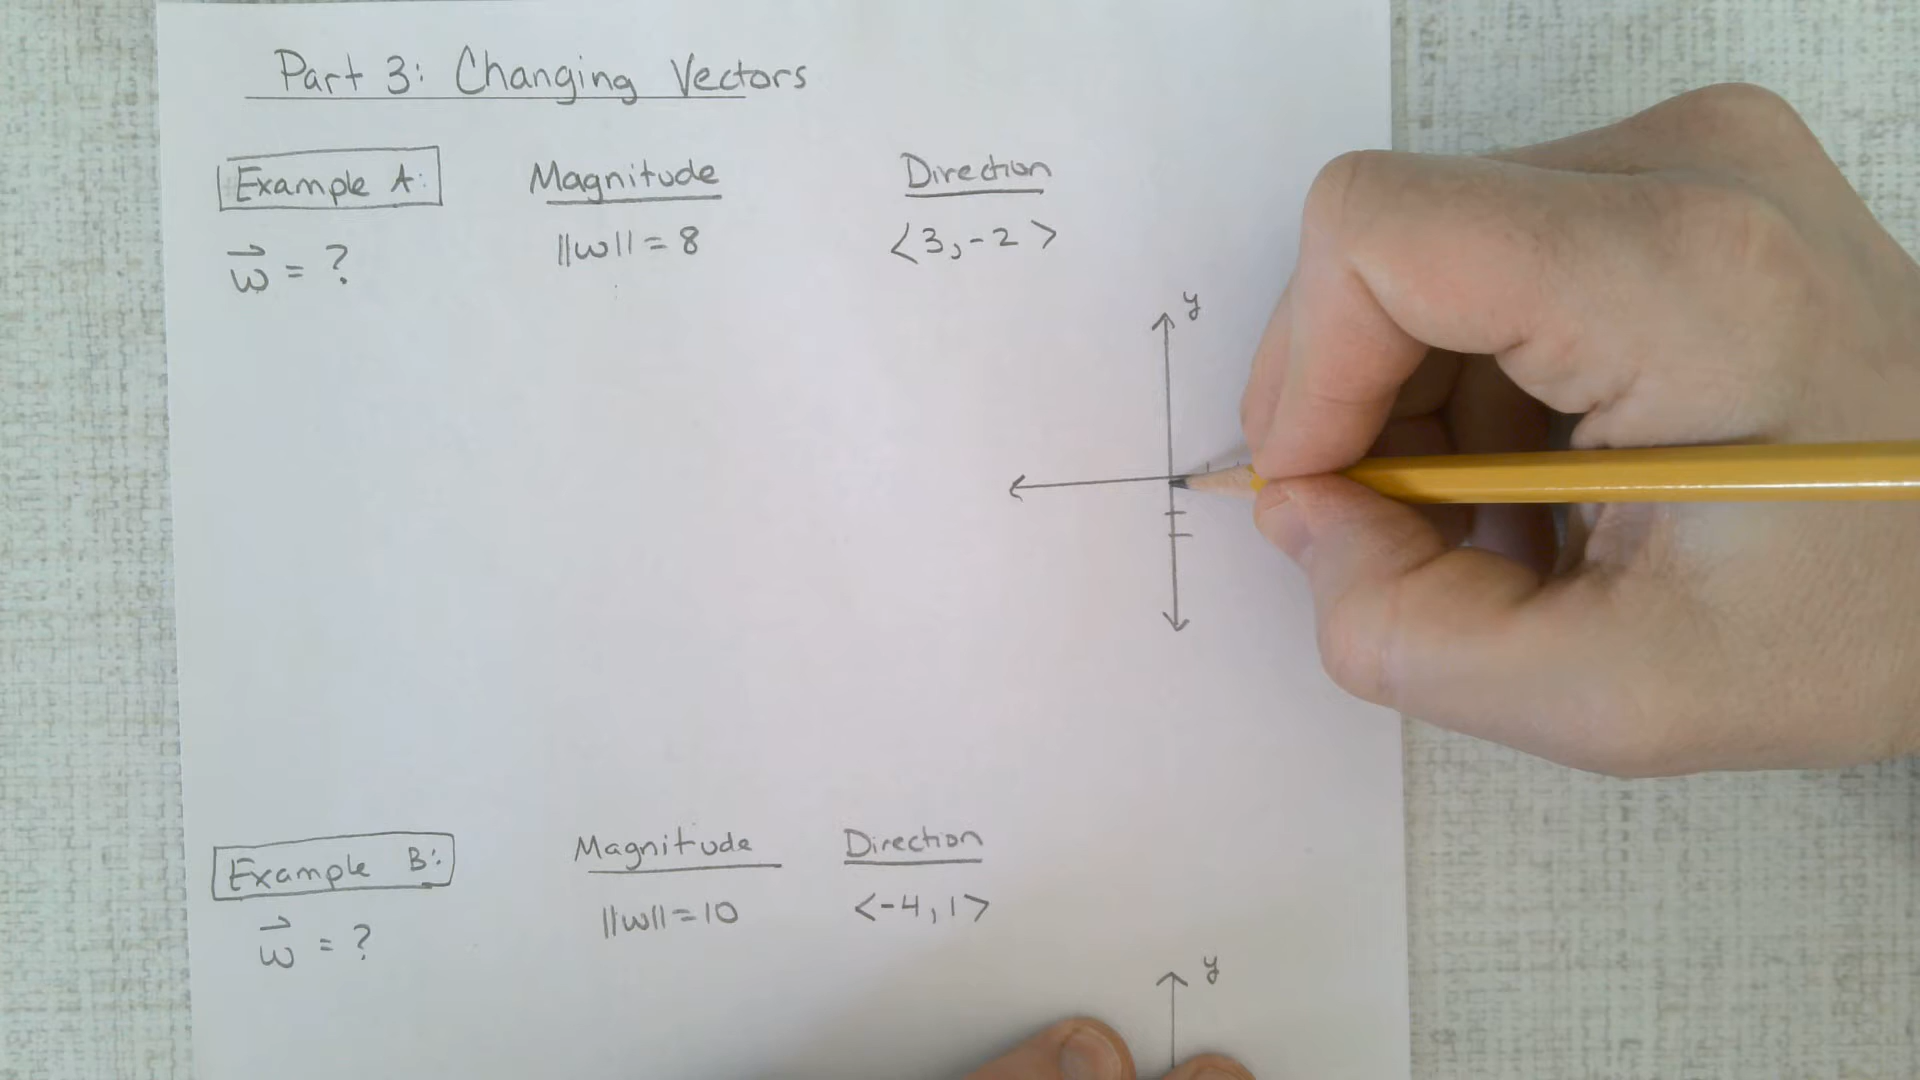 Part 3: Changing Vectors
Example A: Magnitude Direction
w⃗ = ? ||w|| = 8 <3,-2>
y
Example B: Magnitude Direction
w⃗ = ? ||w|| = 10 <-4,1>
y